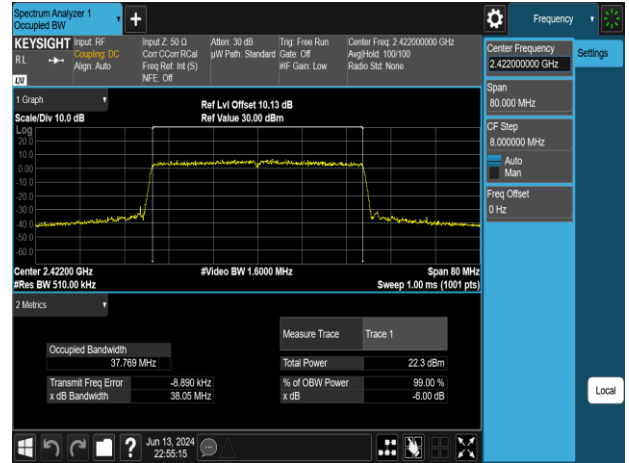 Spectrum Analyzer 1
Occupied BW
+
Frequency
KEYSIGHT
RL
LXI
Input: RF
Coupling: DC
Align: Auto
Input Z: 50 Ω
Corr CCorr RCal
Freq Ref: Int (S)
NFE: Off
Atten: 30 dB
µW Path: Standard
Trig: Free Run
Gate: Off
#IF Gain: Low
Center Freq: 2.422000000 GHz
Avg|Hold: 100/100
Radio Std: None
Center Frequency
2.422000000 GHz
Settings
Span
80.000 MHz
CF Step
8.000000 MHz
Auto
Man
Freq Offset
0 Hz
Local
1 Graph
Scale/Div 10.0 dB
Ref Lvl Offset 10.13 dB
Ref Value 30.00 dBm
Log
20.0
10.0
0.00
-10.0
-20.0
-30.0
-40.0
-50.0
-60.0
Center 2.42200 GHz
#Video BW 1.6000 MHz
Span 80 MHz
#Res BW 510.00 kHz
Sweep 1.00 ms (1001 pts)
2 Metrics
Measure Trace Trace 1
Occupied Bandwidth
37.769 MHz
Total Power 22.3 dBm
Transmit Freq Error -8.890 kHz
% of OBW Power 99.00 %
x dB Bandwidth 38.05 MHz
x dB -6.00 dB
?
Jun 13, 2024
22:55:15